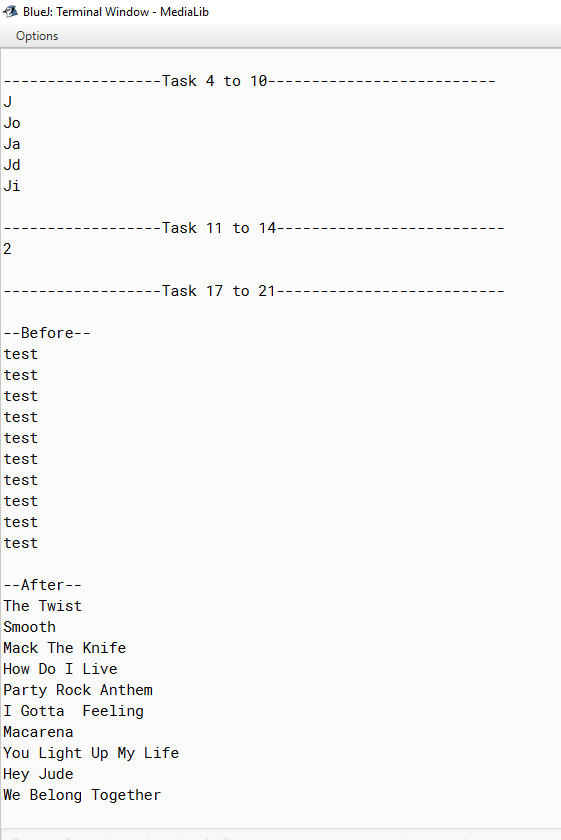 BlueJ: Terminal Window - MediaLib
Options
------------------Task 4 to 10--------------------------
J
Jo
Ja
Jd
Ji
------------------Task 11 to 14--------------------------
2
------------------Task 17 to 21--------------------------
--Before--
test
test
test
test
test
test
test
test
test
test
--After--
The Twist
Smooth
Mack The Knife
How Do I Live
Party Rock Anthem
I Gotta  Feeling
Macarena
You Light Up My Life
Hey Jude
We Belong Together